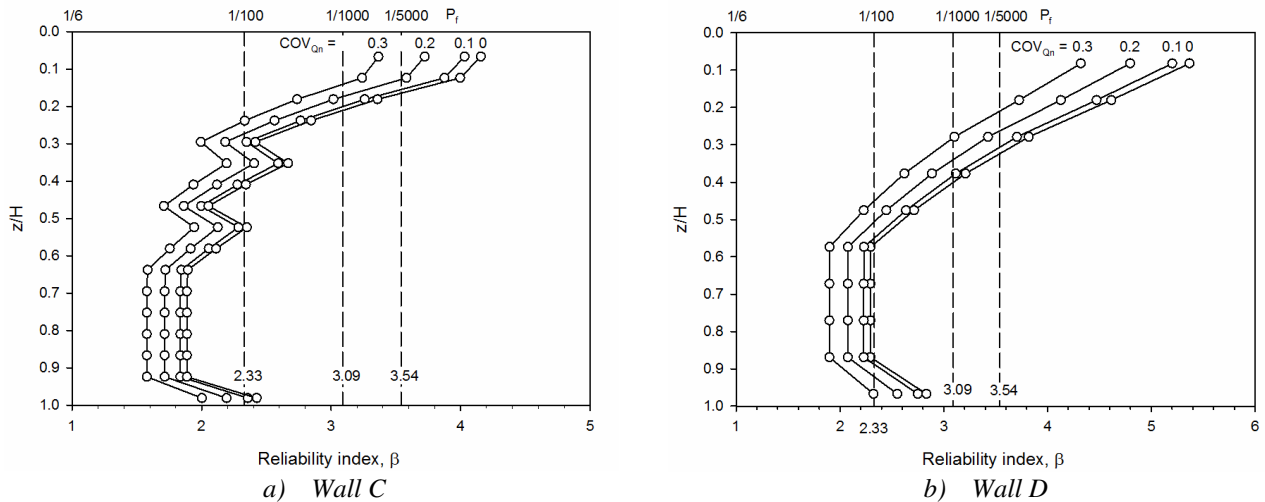 1/6 1/100 1/1000 1/5000 Pf
COVQn = 0.3 0.2 0.1 0
0.0
0.1
0.2
0.3
0.4
0.5
0.6
0.7
0.8
0.9
1.0
z/H
2.33 3.09 3.54
1 2 3 4 5
Reliability index, β
a) Wall C
1/6 1/100 1/1000 1/5000 Pf
COVQn = 0.3 0.2 0.1 0
0.0
0.1
0.2
0.3
0.4
0.5
0.6
0.7
0.8
0.9
1.0
z/H
3.09 3.54
1 2 2.33 3 4 5 6
Reliability index, β
b) Wall D